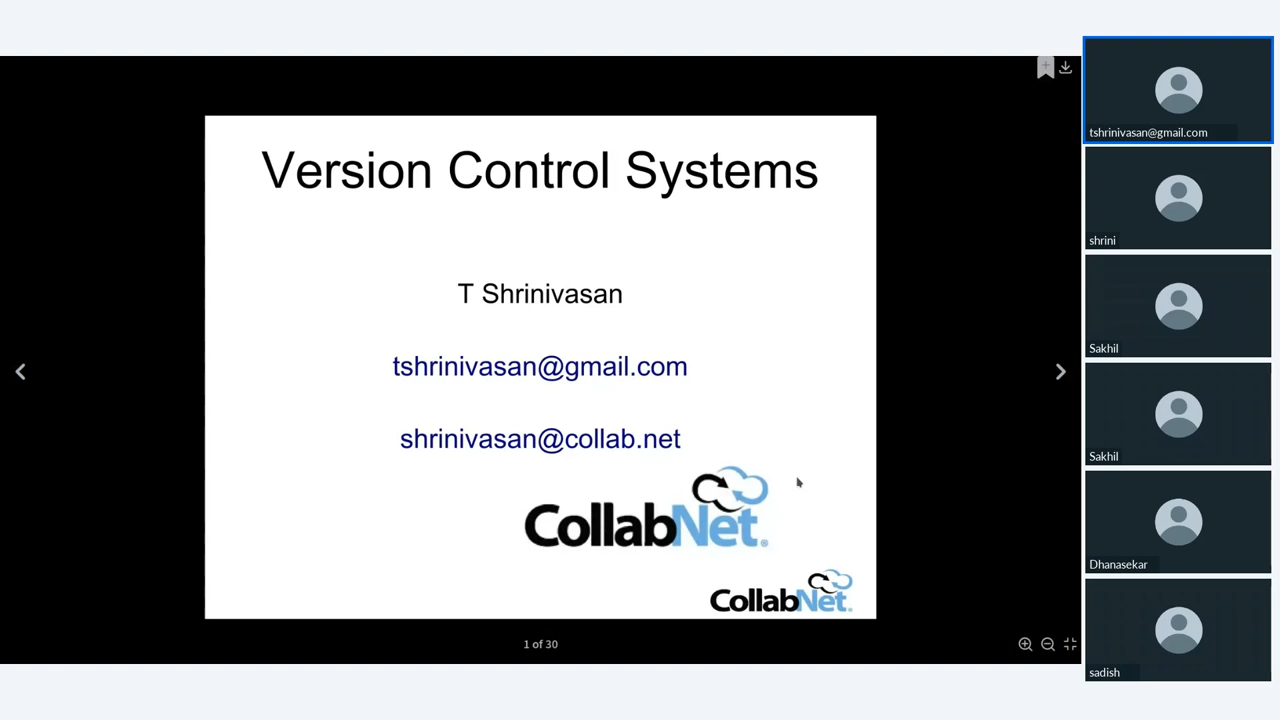 Version Control Systems
T Shrinivasan
tshrinivasan@gmail.com
shrinivasan@collab.net
CollabNet®
CollabNet®
1 of 30
tshrinivasan@gmail.com
shrini
Sakhil
Sakhil
Dhanasekar
sadish